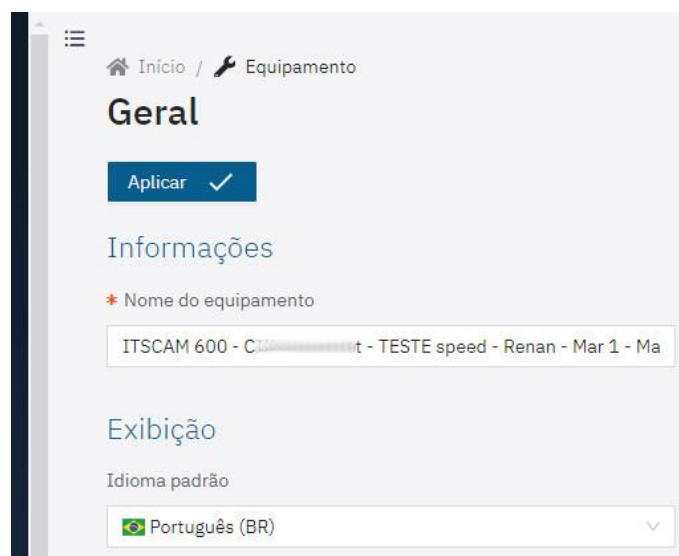 Início / Equipamento
Geral
Aplicar
Informações
* Nome do equipamento
ITSCAM 600 - - TESTE speed - Renan - Mar 1 - Ma
Exibição
Idioma padrão
Português (BR)